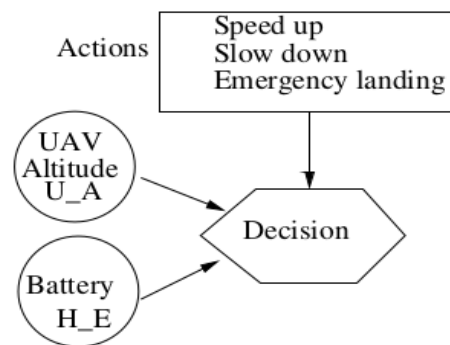 Actions
Speed up
Slow down
Emergency landing
UAV
Altitude
U_A
Decision
Battery
H_E